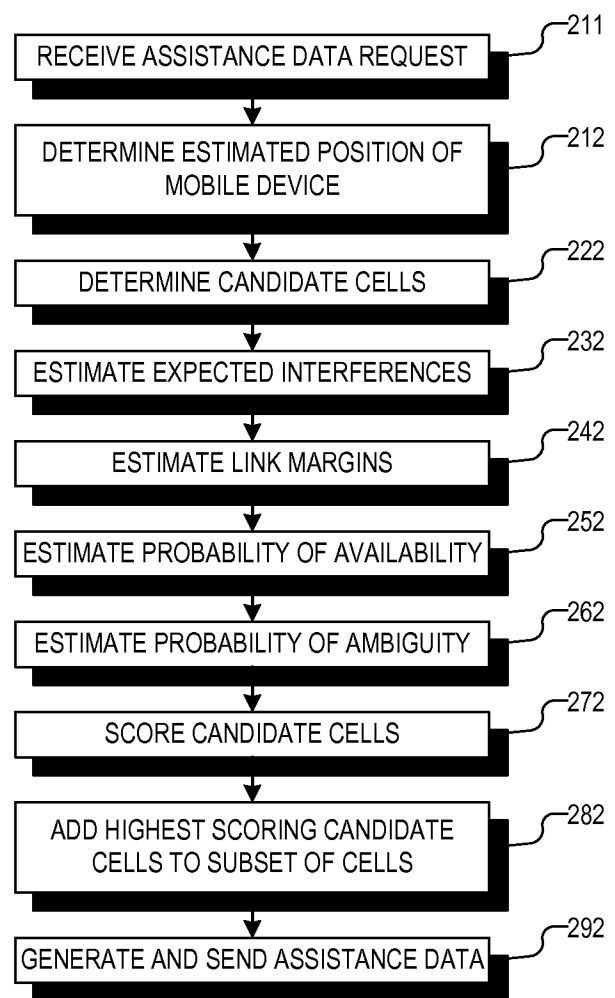 211
RECEIVE ASSISTANCE DATA REQUEST
212
DETERMINE ESTIMATED POSITION OF
MOBILE DEVICE
222
DETERMINE CANDIDATE CELLS
232
ESTIMATE EXPECTED INTERFERENCES
242
ESTIMATE LINK MARGINS
252
ESTIMATE PROBABILITY OF AVAILABILITY
262
ESTIMATE PROBABILITY OF AMBIGUITY
272
SCORE CANDIDATE CELLS
282
ADD HIGHEST SCORING CANDIDATE
CELLS TO SUBSET OF CELLS
292
GENERATE AND SEND ASSISTANCE DATA